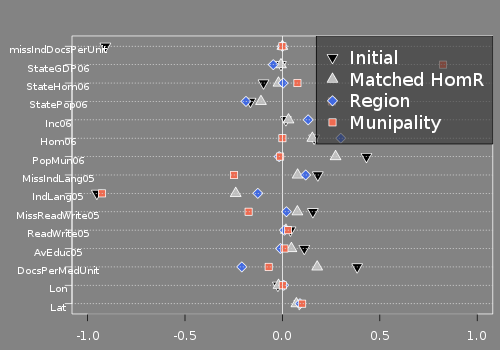 missIndDocsPerUnit
StateGDP06
StateHom06
StatePop06
Inc06
Hom06
PopMun06
MissIndLang05
IndLang05
MissReadWrite05
ReadWrite05
AvEduc05
DocsPerMedUnit
Lon
Lat
Initial
Matched HomR
Region
Munipality
-1.0 -0.5 0.0 0.5 1.0